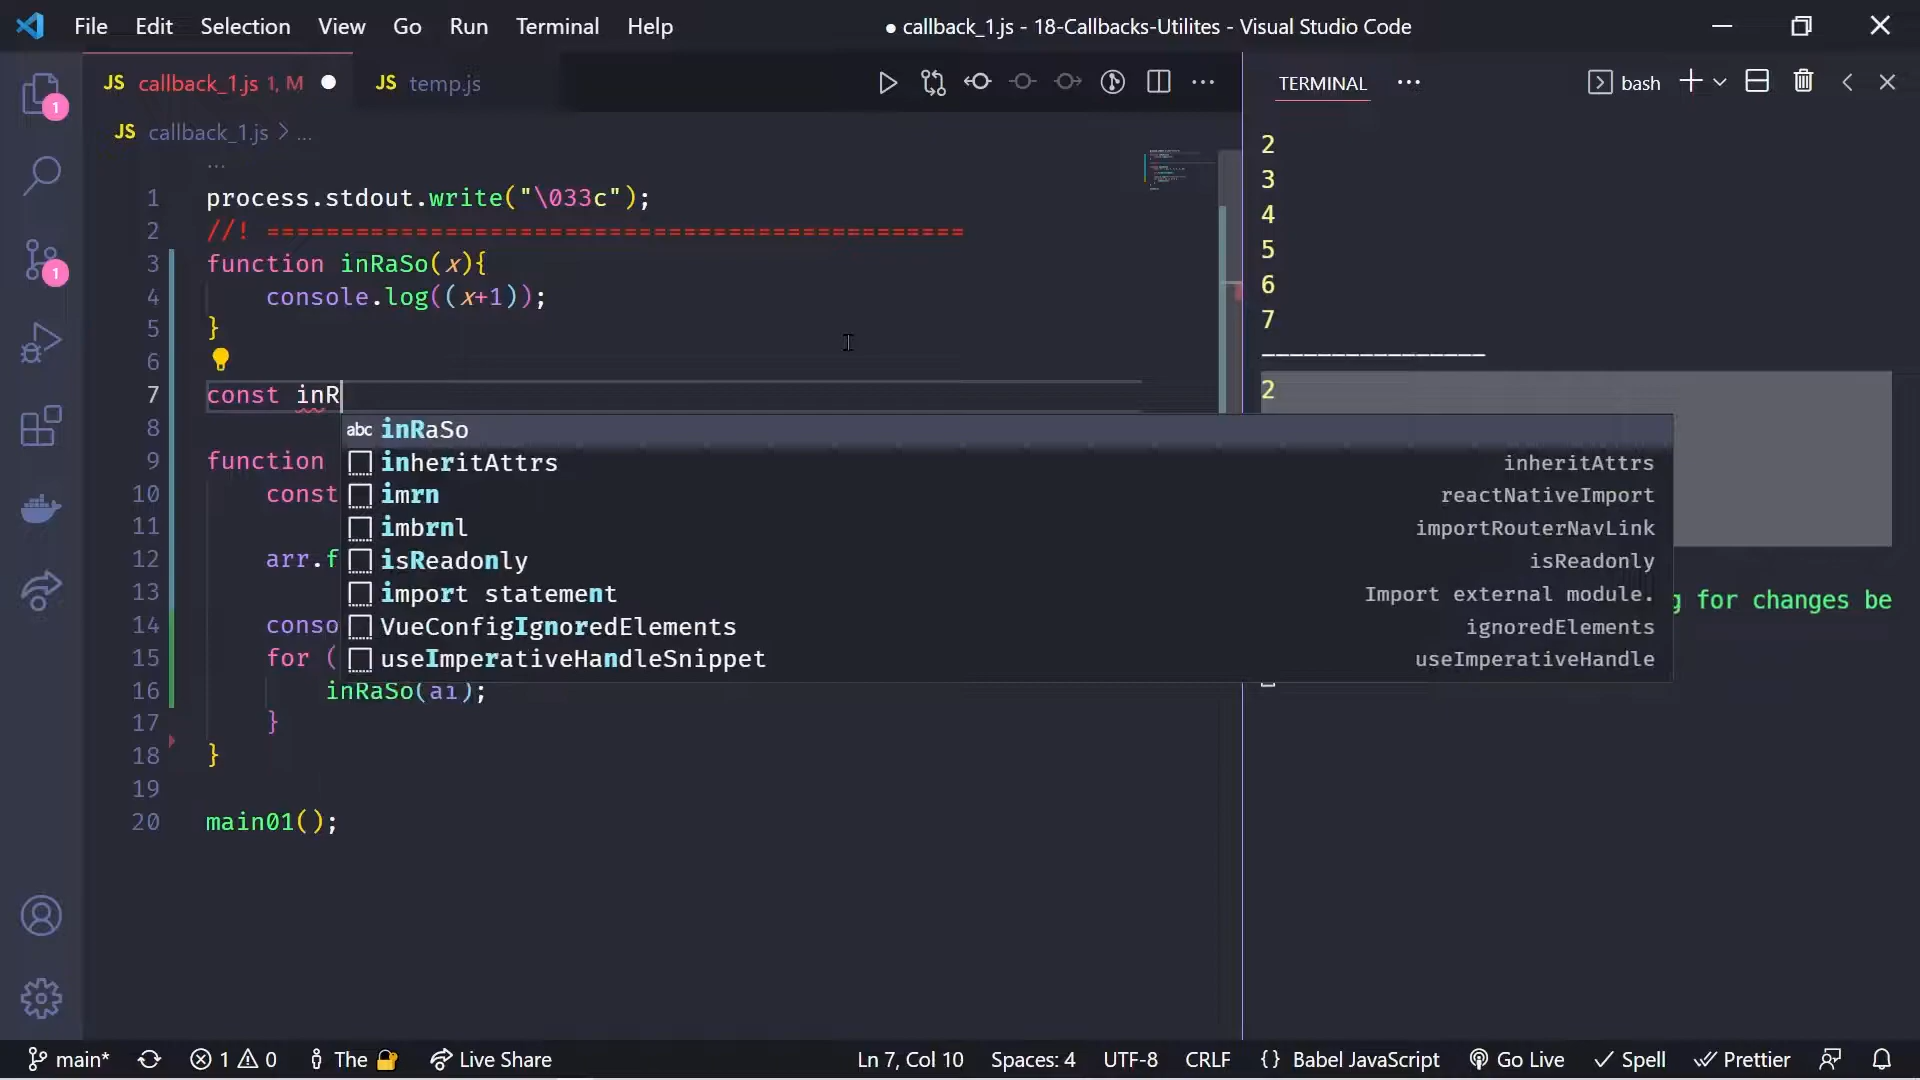 File Edit Selection View Go Run Terminal Help
● callback_1.js - 18-Callbacks-Utilites - Visual Studio Code
JS callback_1.js 1, M ●
JS temp.js
TERMINAL ···
bash
JS callback_1.js > ...
...
1 process.stdout.write("\033c");
2 //! ===============================================
3 function inRaSo(x){
4 console.log((x+1));
5 }
6
7 const inR
8
9 function
10 const
11
12 arr.f
13
14 conso
15 for (
16 inRaSo(ai);
17 }
18 }
19
20 main01();
abc inRaSo
inheritAttrs inheritAttrs
imrn reactNativeImport
imbrnl importRouterNavLink
isReadonly isReadonly
import statement Import external module.
VueConfigIgnoredElements ignoredElements
useImperativeHandleSnippet useImperativeHandle
2
3
4
5
6
7
________________
2
g for changes be
1
1
main* 1 0 The Live Share
Ln 7, Col 10 Spaces: 4 UTF-8 CRLF {} Babel JavaScript Go Live Spell Prettier